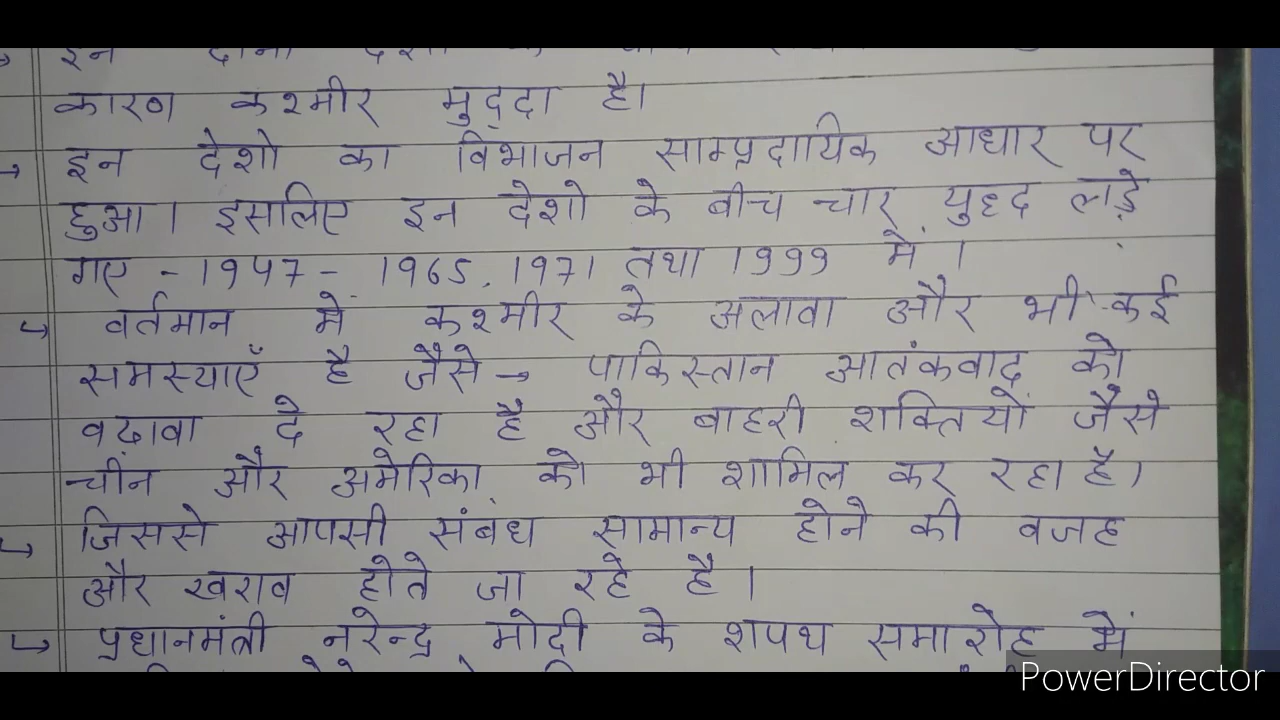 इन दोनो देशो के बीच
कारण कश्मीर मुद्दा है।
→ इन देशो का विभाजन साम्प्रदायिक आधार पर
हुआ। इसलिए इन देशो के बीच चार युद्द लड़े
गए - 1947 - 1965, 1971 तथा 1999 में।
↳ वर्तमान मे कश्मीर के अलावा और भी कई
समस्याएँ है जैसे → पाकिस्तान आतंकवाद को
बढ़ावा दे रहा है और बाहरी शक्तियों जैसे
चीन और अमेरिका को भी शामिल कर रहा है।
↳ जिससे आपसी संबंध सामान्य होने की वजह
और खराब होते जा रहे है।
↳ प्रधानमंत्री नरेन्द्र मोदी के शपथ समारोह में
PowerDirector